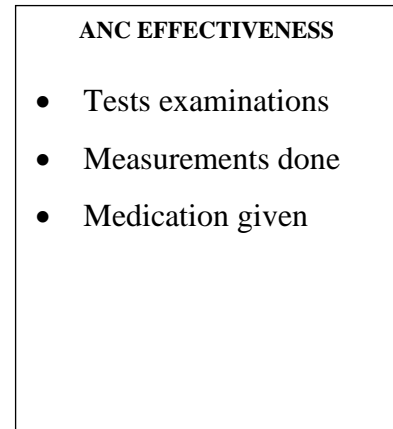 ANC EFFECTIVENESS
• Tests examinations
• Measurements done
• Medication given